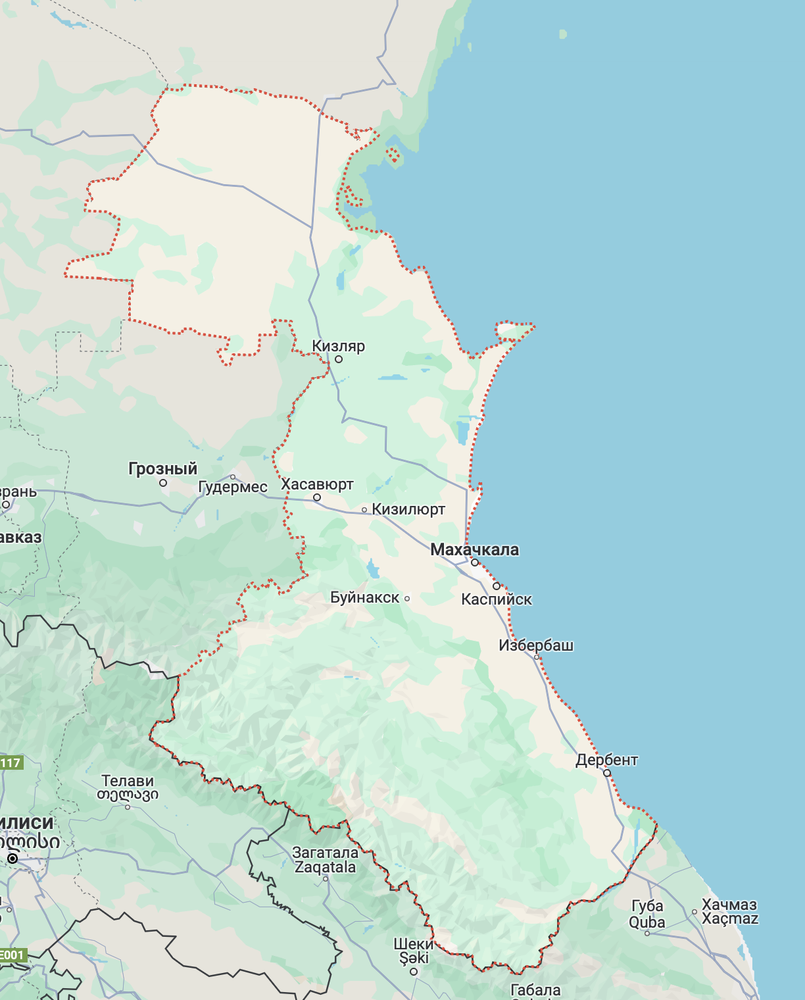 Кизляр
Грозный
Гудермес
Хасавюрт
Кизилюрт
Махачкала
Буйнакск
Каспийск
Избербаш
Дербент
117
Телави
თელავი
Загатала
Zaqatala
Губа
Quba
Хачмаз
Xaçmaz
E001
Шеки
Şəki
Габала